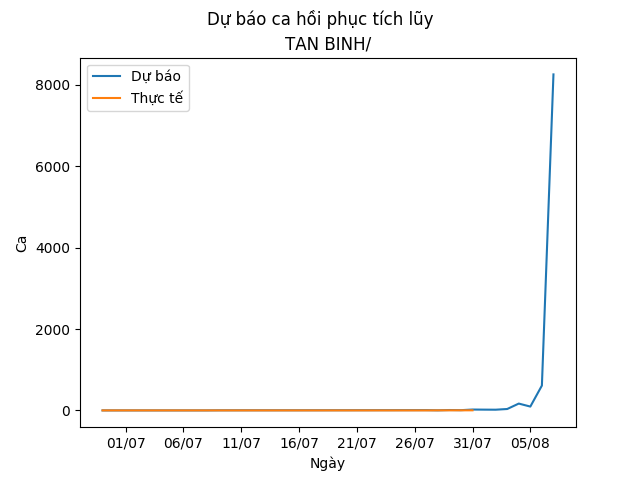 Dự báo ca hồi phục tích lũy
TAN BINH/
Dự báo
Thực tế
8000
6000
4000
2000
0
Ca
01/07 06/07 11/07 16/07 21/07 26/07 31/07 05/08
Ngày